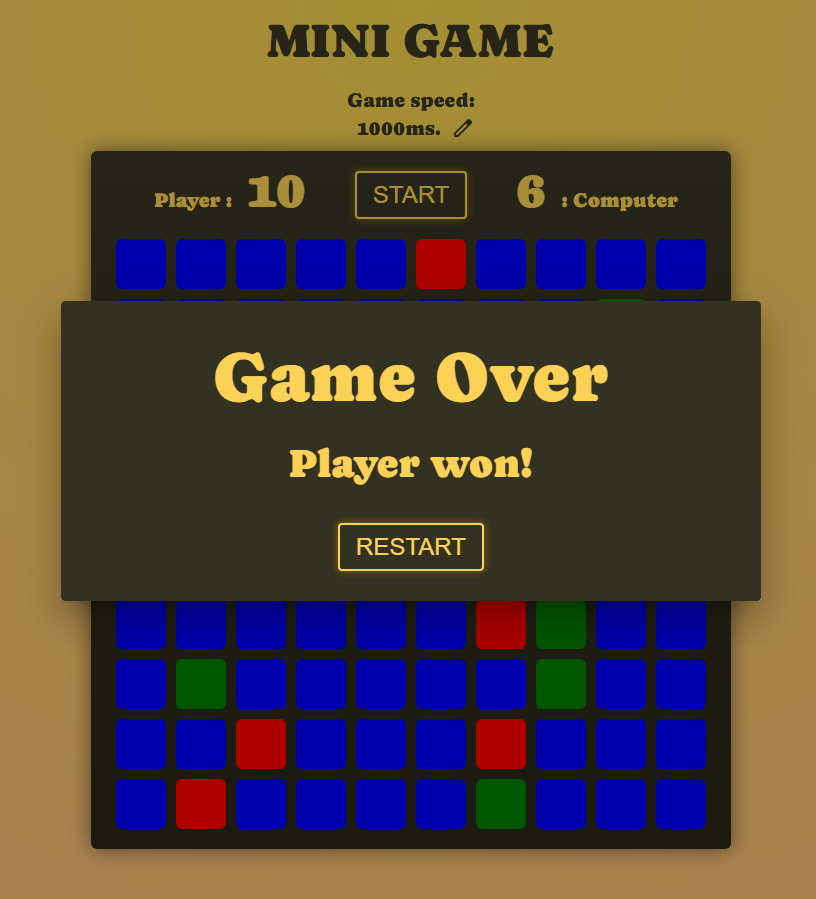 MINI GAME
Game speed:
1000ms.
Player : 10 START 6 : Computer
Game Over
Player won!
RESTART